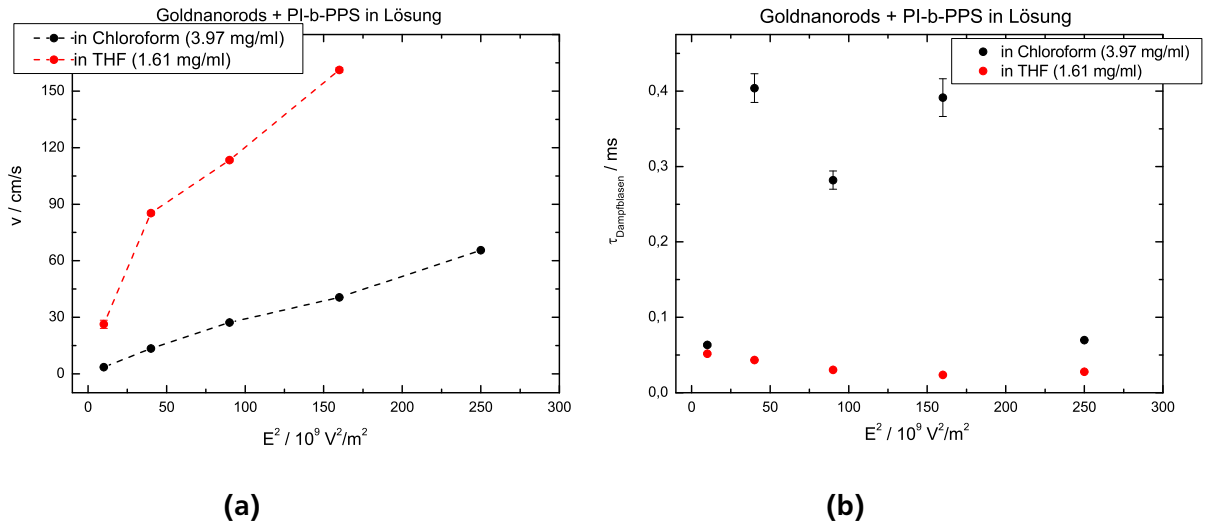 Goldnanorods + PI-b-PPS in Lösung
in Chloroform (3.97 mg/ml)
in THF (1.61 mg/ml)
150
120
90
60
30
0
v / cm/s
0
50
100
150
200
250
300
E² / 10⁹ V²/m²
(a)
Goldnanorods + PI-b-PPS in Lösung
in Chloroform (3.97 mg/ml)
in THF (1.61 mg/ml)
0,4
0,3
0,2
0,1
0,0
τDampfblasen / ms
0
50
100
150
200
250
300
E² / 10⁹ V²/m²
(b)